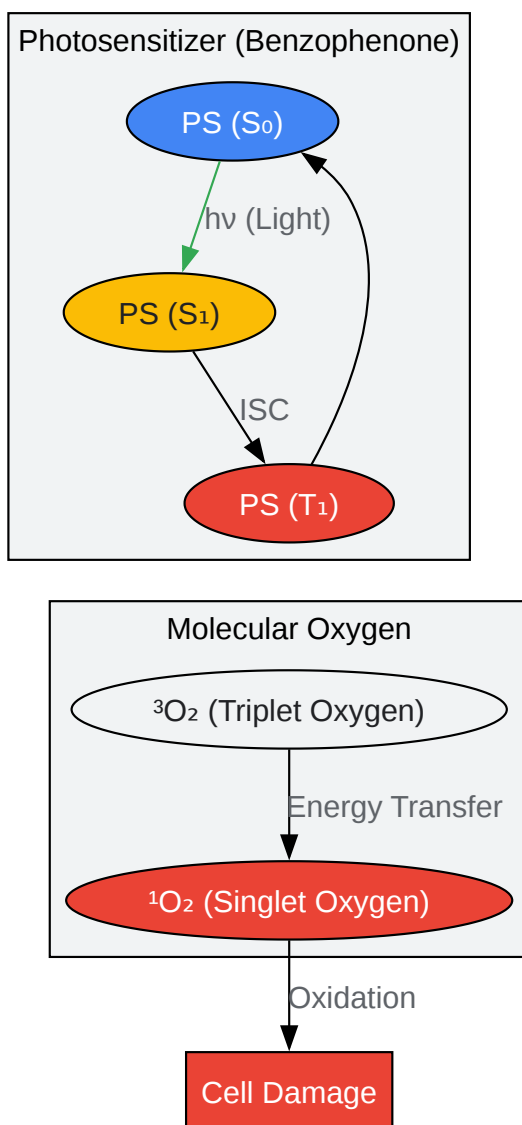 Photosensitizer (Benzophenone)
PS (S₀)
hν (Light)
PS (S₁)
ISC
PS (T₁)
Molecular Oxygen
³O₂ (Triplet Oxygen)
Energy Transfer
¹O₂ (Singlet Oxygen)
Oxidation
Cell Damage